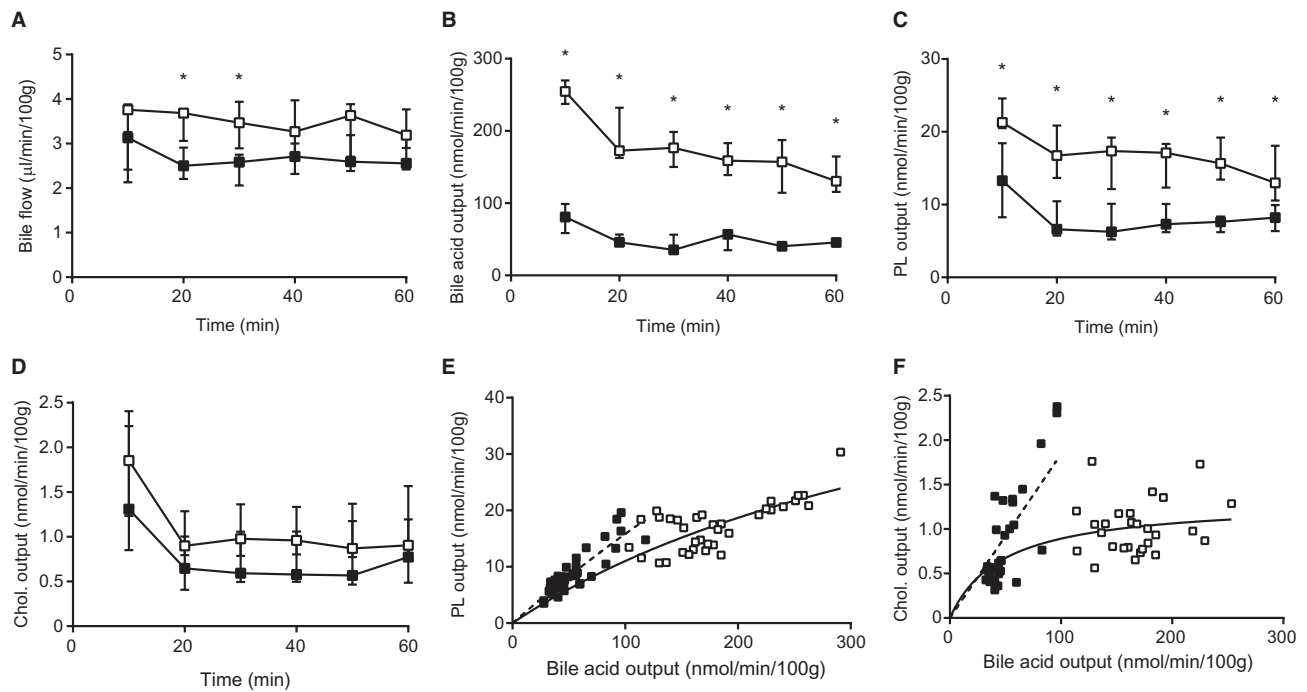 A
Bile flow (µl/min/100g)
5
4
3
2
1
0
* *
0 20 40 60
Time (min)
B
Bile acid output (nmol/min/100g)
300
200
100
0
* * * * * *
0 20 40 60
Time (min)
C
PL output (nmol/min/100g)
30
20
10
0
* * * * * *
0 20 40 60
Time (min)
D
Chol. output (nmol/min/100g)
2.5
2.0
1.5
1.0
0.5
0
0 20 40 60
Time (min)
E
PL output (nmol/min/100g)
40
30
20
10
0
0 100 200 300
Bile acid output (nmol/min/100g)
F
Chol. output (nmol/min/100g)
2.5
2.0
1.5
1.0
0.5
0
0 100 200 300
Bile acid output (nmol/min/100g)